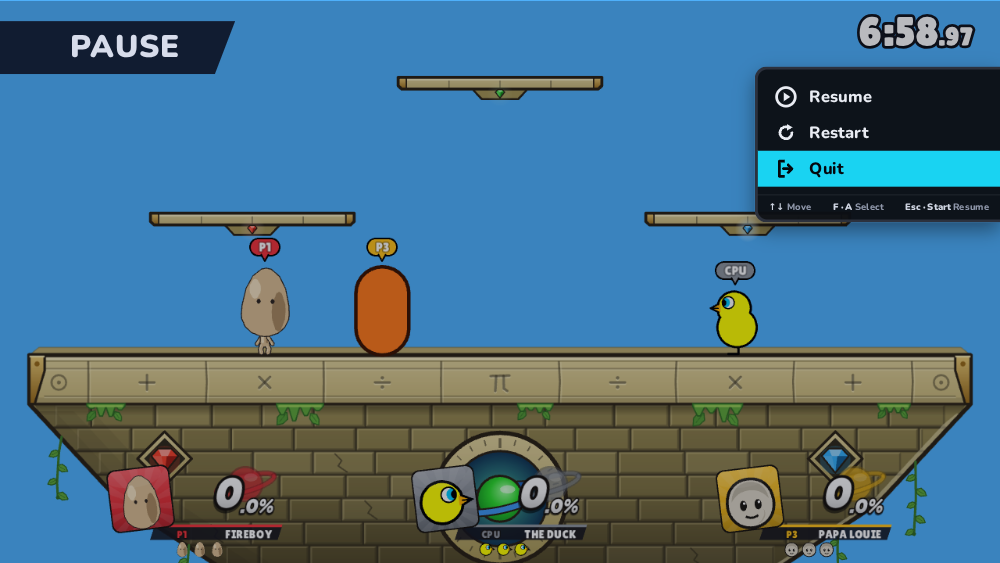 PAUSE
6:58.97
Resume
Restart
Quit
↑↓ Move F·A Select Esc·Start Resume
P1
P3
CPU
+ × ÷ π ÷ × +
0.0%
P1 FIREBOY
0.0%
CPU THE DUCK
0.0%
P3 PAPA LOUIE